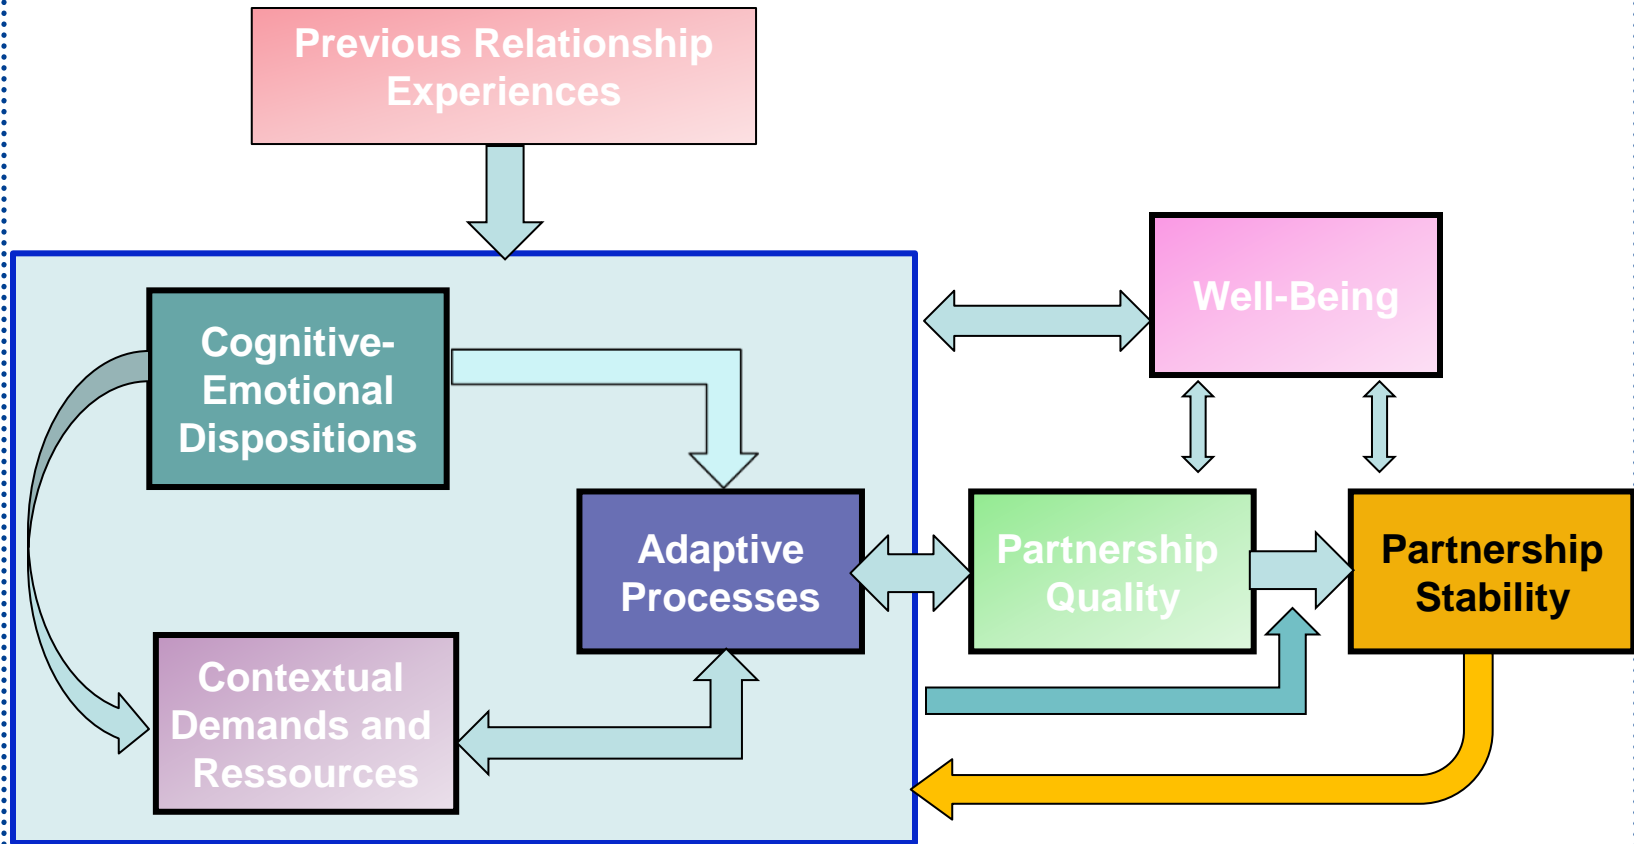 Previous Relationship
Experiences
Well-Being
Cognitive-
Emotional
Dispositions
Adaptive
Processes
Partnership
Quality
Partnership
Stability
Contextual
Demands and
Ressources